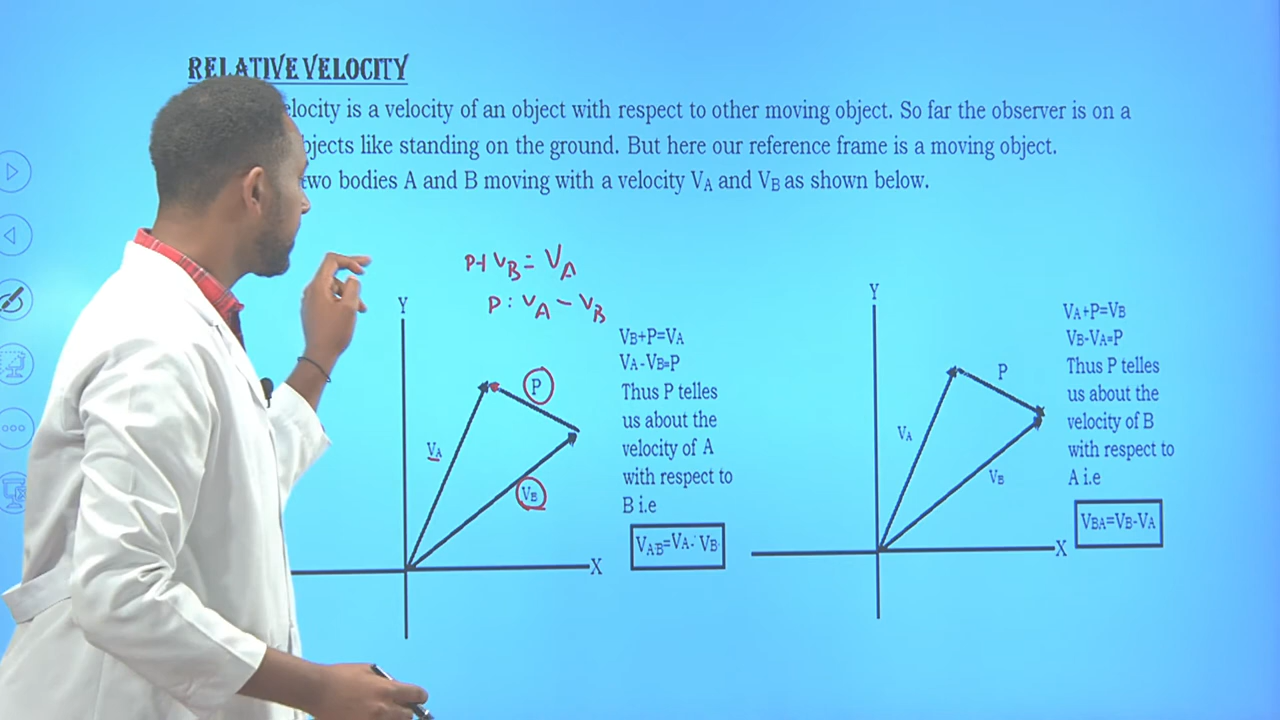 RELATIVE VELOCITY
elocity is a velocity of an object with respect to other moving object. So far the observer is on a
bjects like standing on the ground. But here our reference frame is a moving object.
two bodies A and B moving with a velocity VA and VB as shown below.
P+VB = VA
P: VA - VB
Y
VB+P=VA
VA-VB=P
Thus P telles
us about the
velocity of A
with respect to
B i.e
VAB=VA-VB
P
VA
VB
X
Y
VA+P=VB
VB-VA=P
Thus P telles
us about the
velocity of B
with respect to
A i.e
VBA=VB-VA
P
VA
VB
X